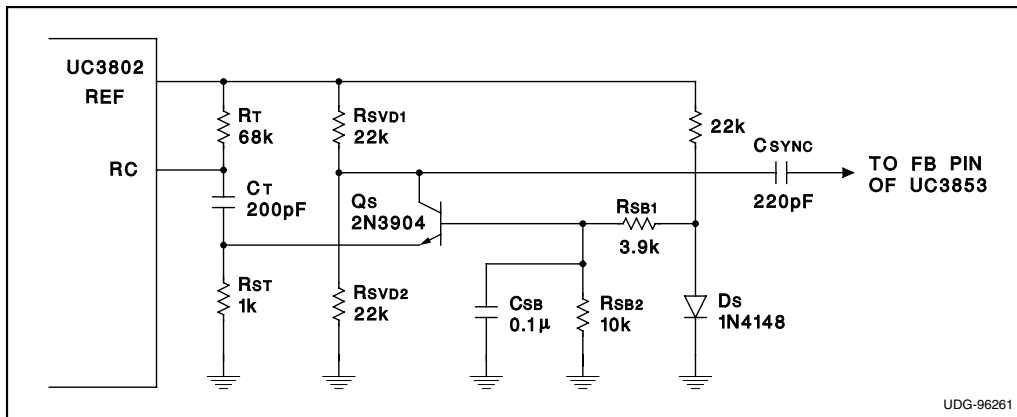 UC3802
REF
RC
RT
68k
CT
200pF
RST
1k
RSVD1
22k
QS
2N3904
RSVD2
22k
CSB
0.1µ
RSB1
3.9k
RSB2
10k
22k
DS
1N4148
CSYNC
220pF
TO FB PIN
OF UC3853
UDG-96261